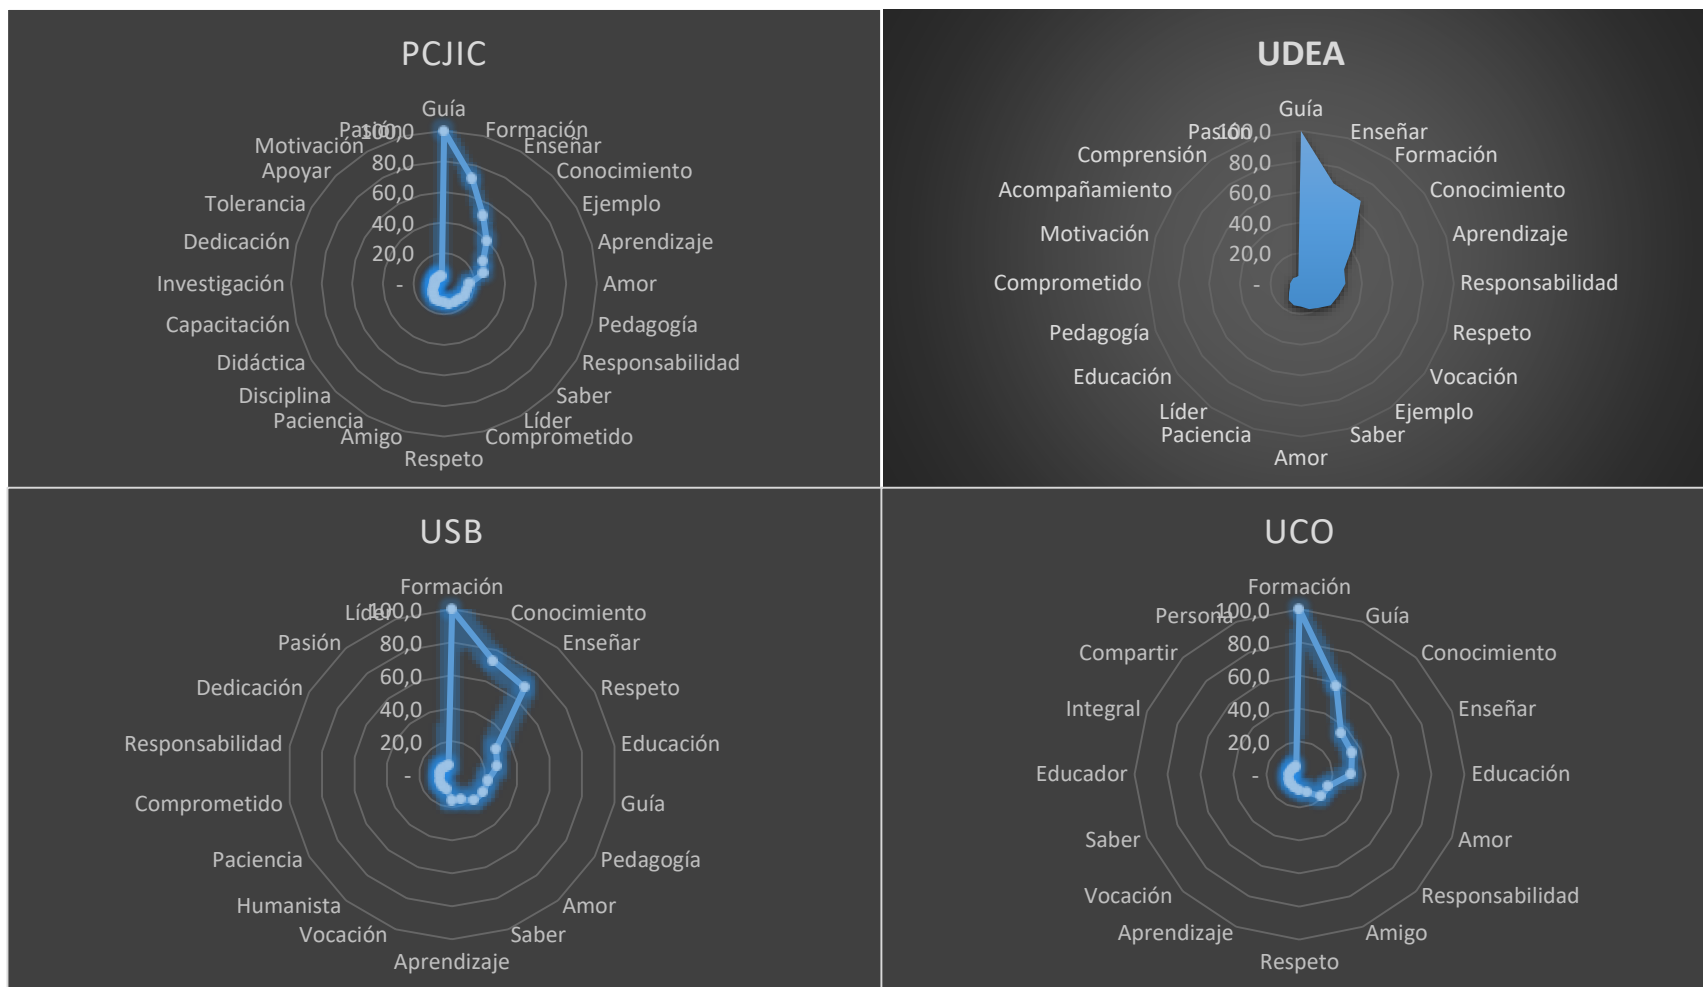 PCJIC
Guía
Formación
Enseñar
Conocimiento
Ejemplo
Aprendizaje
Amor
Pedagogía
Responsabilidad
Saber
Líder
Comprometido
Respeto
Amigo
Paciencia
Disciplina
Didáctica
Capacitación
Investigación
Dedicación
Tolerancia
Apoyar
Motivación
Pasión
100,0
80,0
60,0
40,0
20,0
-
UDEA
Guía
Enseñar
Formación
Conocimiento
Aprendizaje
Responsabilidad
Respeto
Vocación
Ejemplo
Saber
Amor
Paciencia
Líder
Educación
Pedagogía
Comprometido
Motivación
Acompañamiento
Comprensión
Pasión
100,0
80,0
60,0
40,0
20,0
-
USB
Formación
Conocimiento
Enseñar
Respeto
Educación
Guía
Pedagogía
Amor
Saber
Aprendizaje
Vocación
Humanista
Paciencia
Comprometido
Responsabilidad
Dedicación
Pasión
Líder
100,0
80,0
60,0
40,0
20,0
-
UCO
Formación
Guía
Conocimiento
Enseñar
Educación
Amor
Responsabilidad
Amigo
Respeto
Aprendizaje
Vocación
Saber
Educador
Integral
Compartir
Persona
100,0
80,0
60,0
40,0
20,0
-